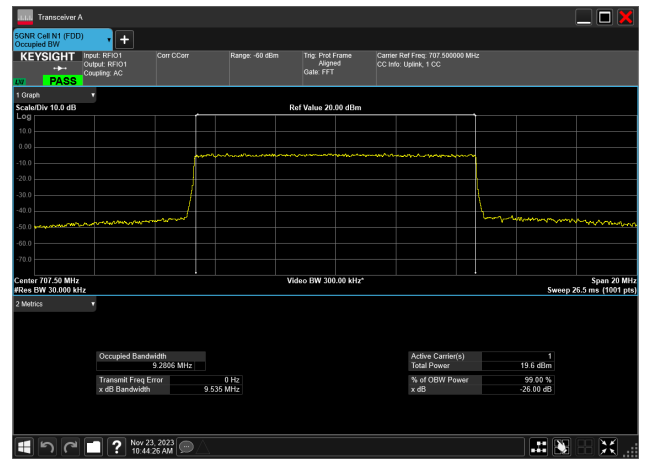 Transceiver A
5GNR Cell N1 (FDD)
Occupied BW
KEYSIGHT
LW
PASS
Input: RFIO1
Output: RFIO1
Coupling: AC
Corr CCorr
Range: -60 dBm
Trig: Prot Frame
Aligned
Gate: FFT
Carrier Ref Freq: 707.500000 MHz
CC Info: Uplink, 1 CC
1 Graph
Scale/Div 10.0 dB
Ref Value 20.00 dBm
Log
10.0
0.00
-10.0
-20.0
-30.0
-40.0
-50.0
-60.0
-70.0
Center 707.50 MHz
#Res BW 30.000 kHz
Video BW 300.00 kHz*
Span 20 MHz
Sweep 26.5 ms (1001 pts)
2 Metrics
Occupied Bandwidth
9.2806 MHz
Transmit Freq Error 0 Hz
x dB Bandwidth 9.535 MHz
Active Carrier(s) 1
Total Power 19.6 dBm
% of OBW Power 99.00 %
x dB -26.00 dB
Nov 23, 2023
10:44:26 AM